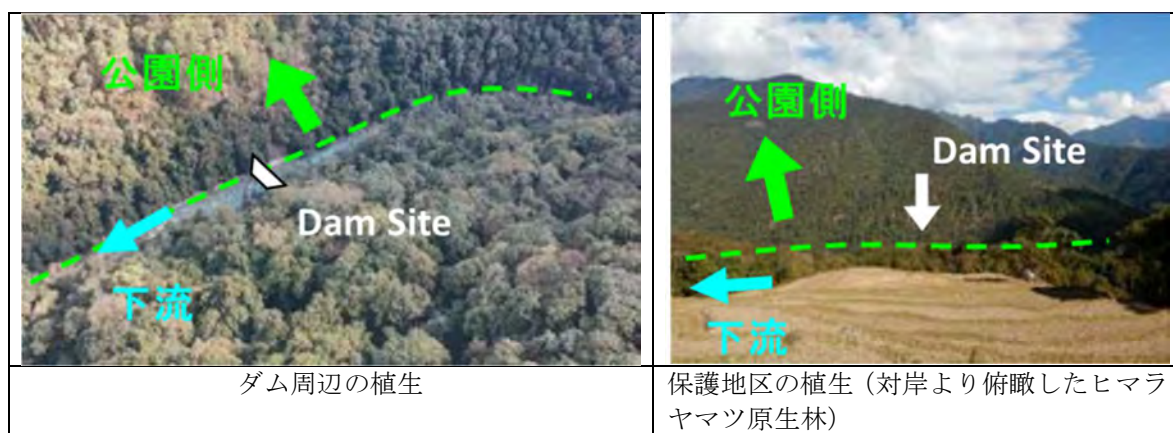 公園側
Dam Site
下流
公園側
Dam Site
下流
ダム周辺の植生
保護地区の植生（対岸より俯瞰したヒマラ
ヤマツ原生林）